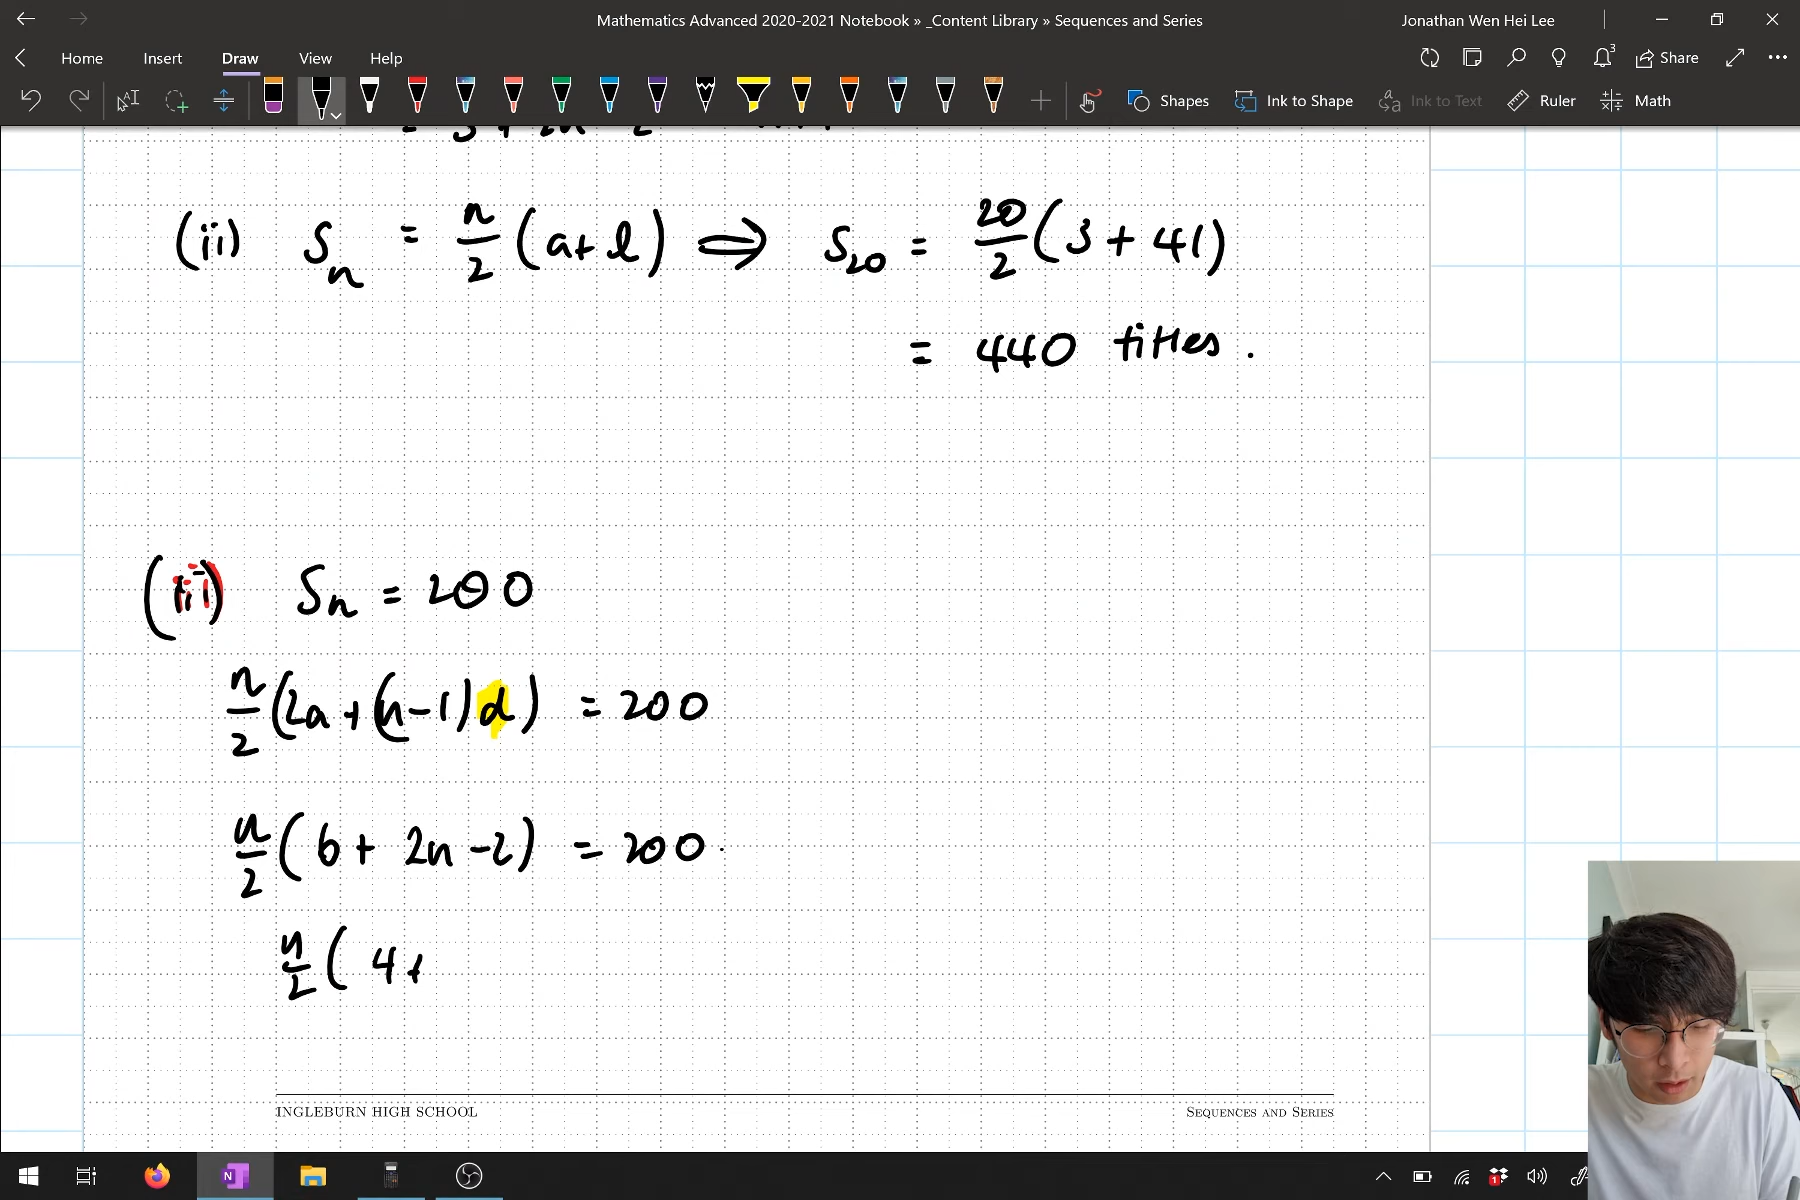 Mathematics Advanced 2020-2021 Notebook » _Content Library » Sequences and Series
Jonathan Wen Hei Lee
Home Insert Draw View Help
3
Share
Shapes Ink to Shape Ink to Text Ruler Math
(ii) Sn = n/2 (a + l) ⟹ S20 = 20/2 (3 + 41)
= 440 titles.
Sn = 200
n/2 (2a + (n-1)d) = 200
n/2 (6 + 2n - 2) = 200.
n/2 ( 4 +
INGLEBURN HIGH SCHOOL
Sequences and Series
N
1